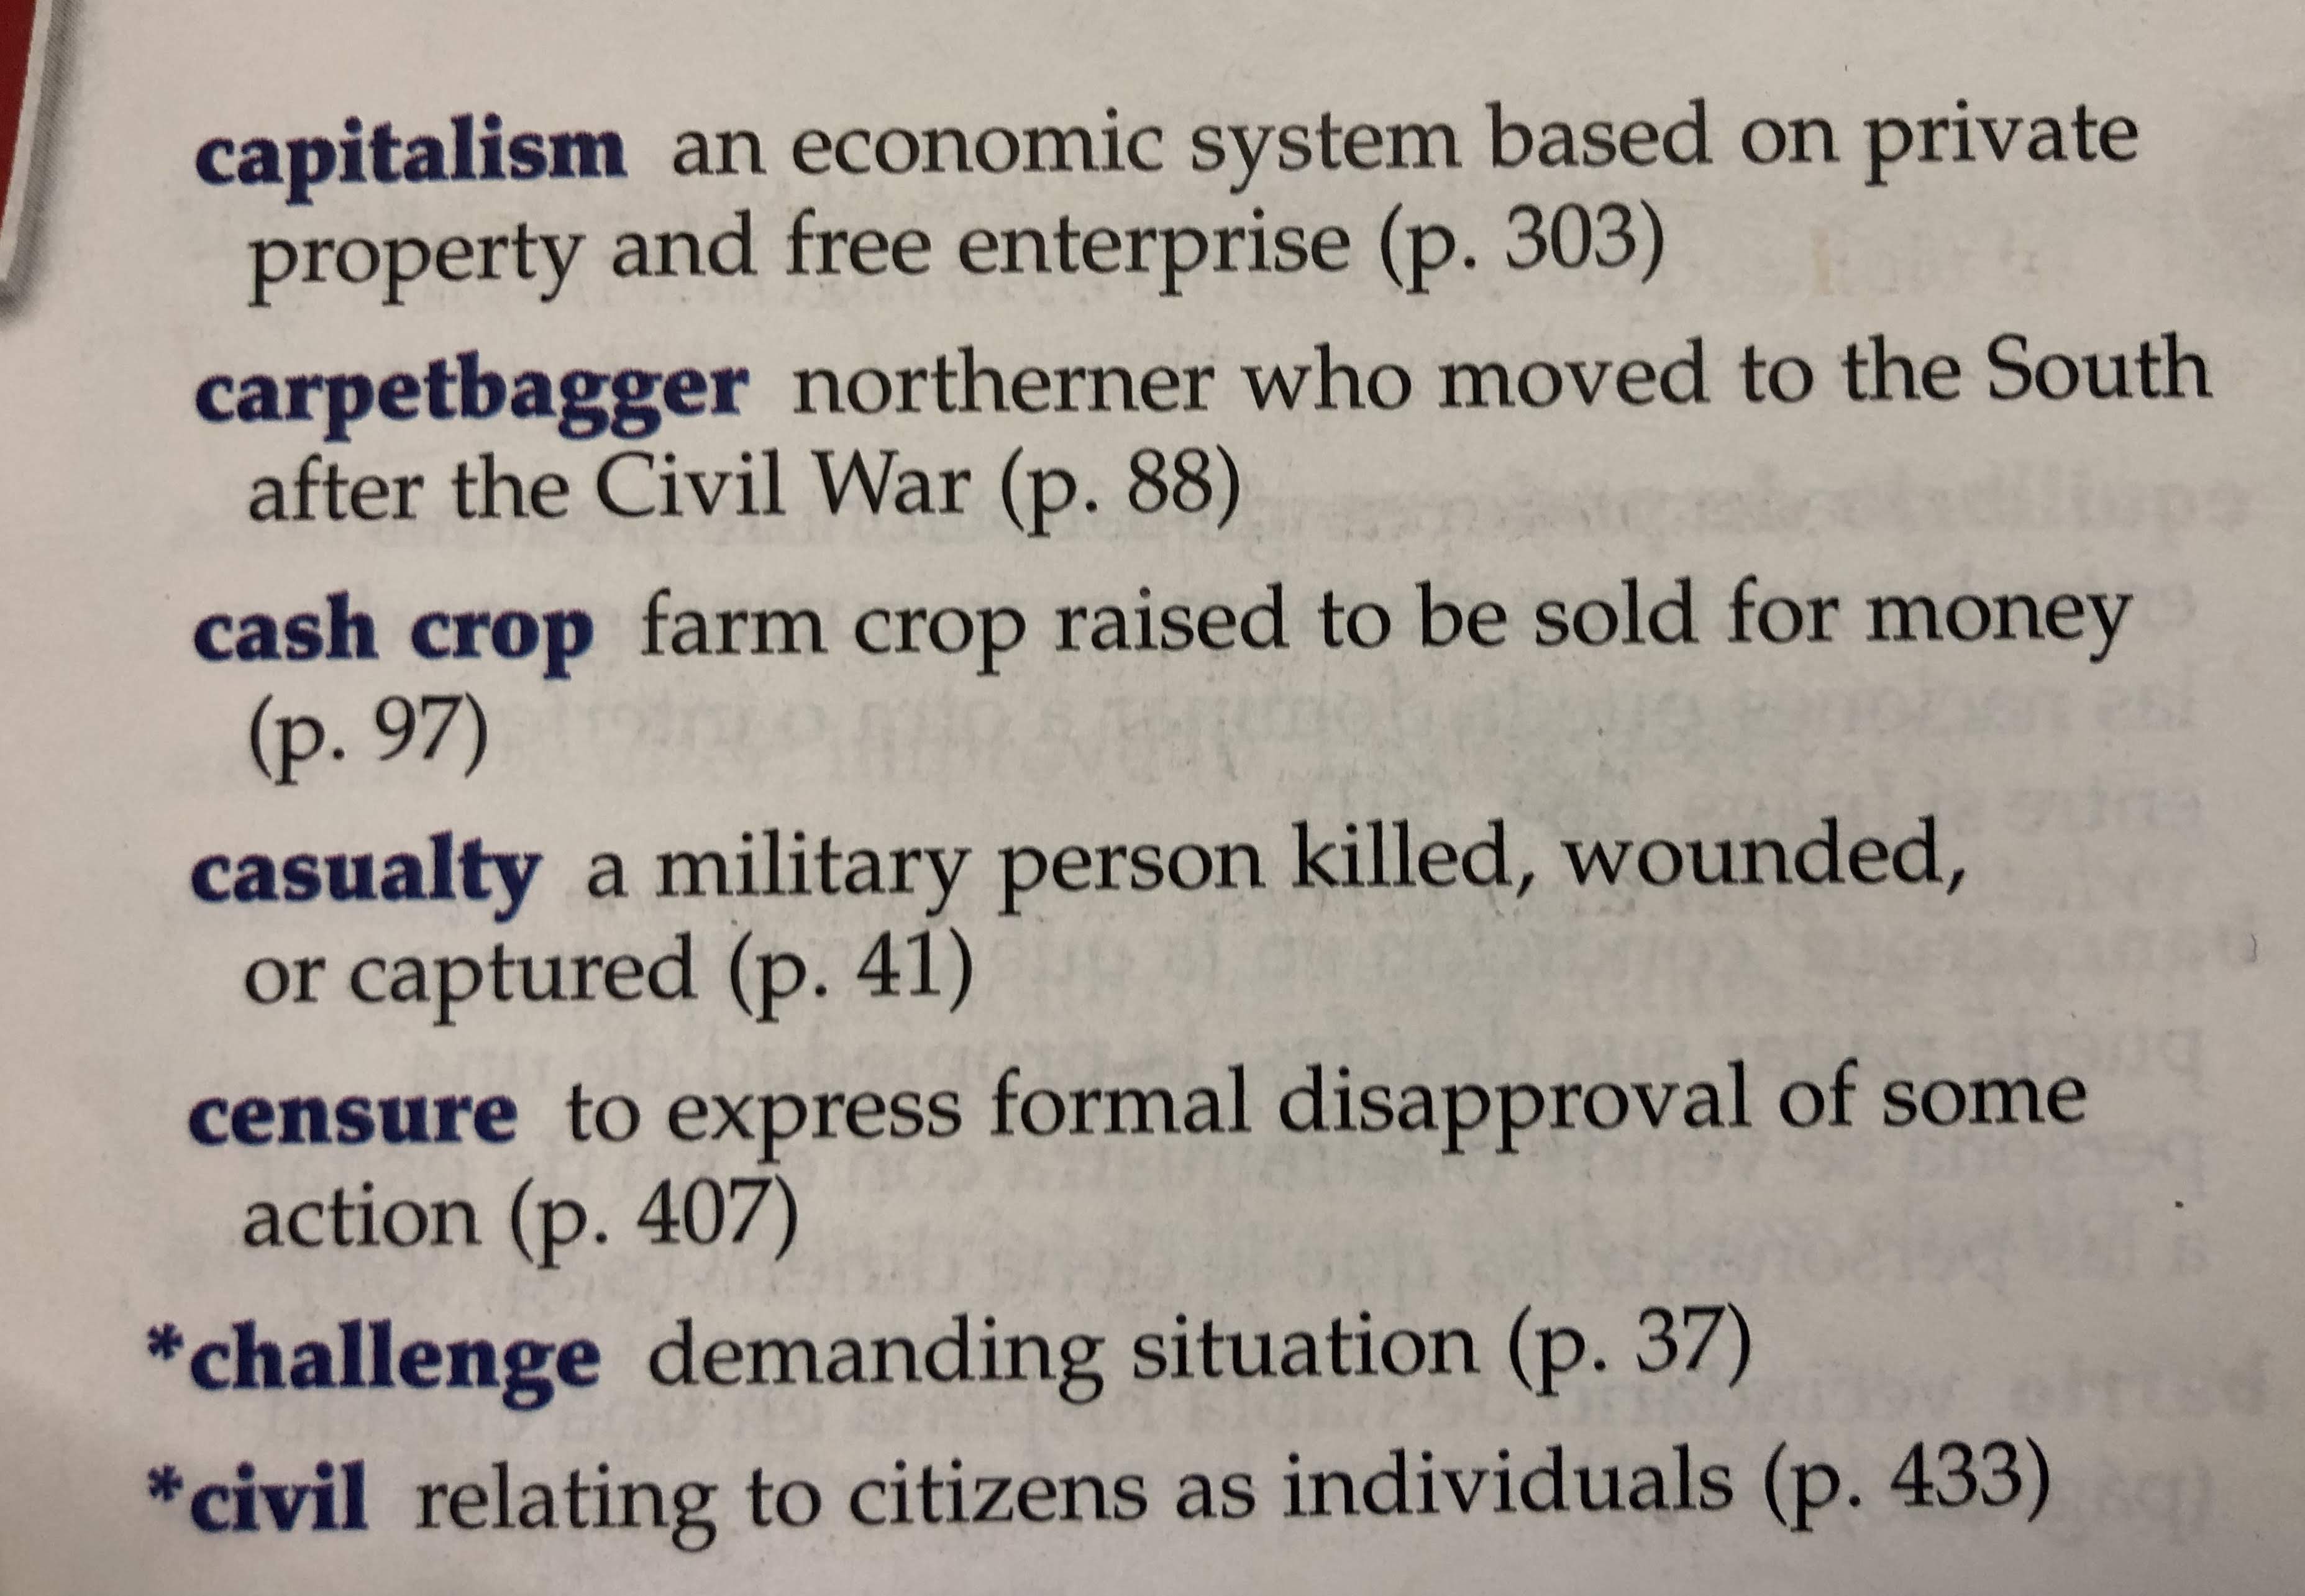 capitalism an economic system based on private
property and free enterprise (p. 303)
carpetbagger northerner who moved to the South
after the Civil War (p. 88)
cash crop farm crop raised to be sold for money
(p. 97)
casualty a military person killed, wounded,
or captured (p. 41)
censure to express formal disapproval of some
action (p. 407)
*challenge demanding situation (p. 37)
*civil relating to citizens as individuals (p. 433)